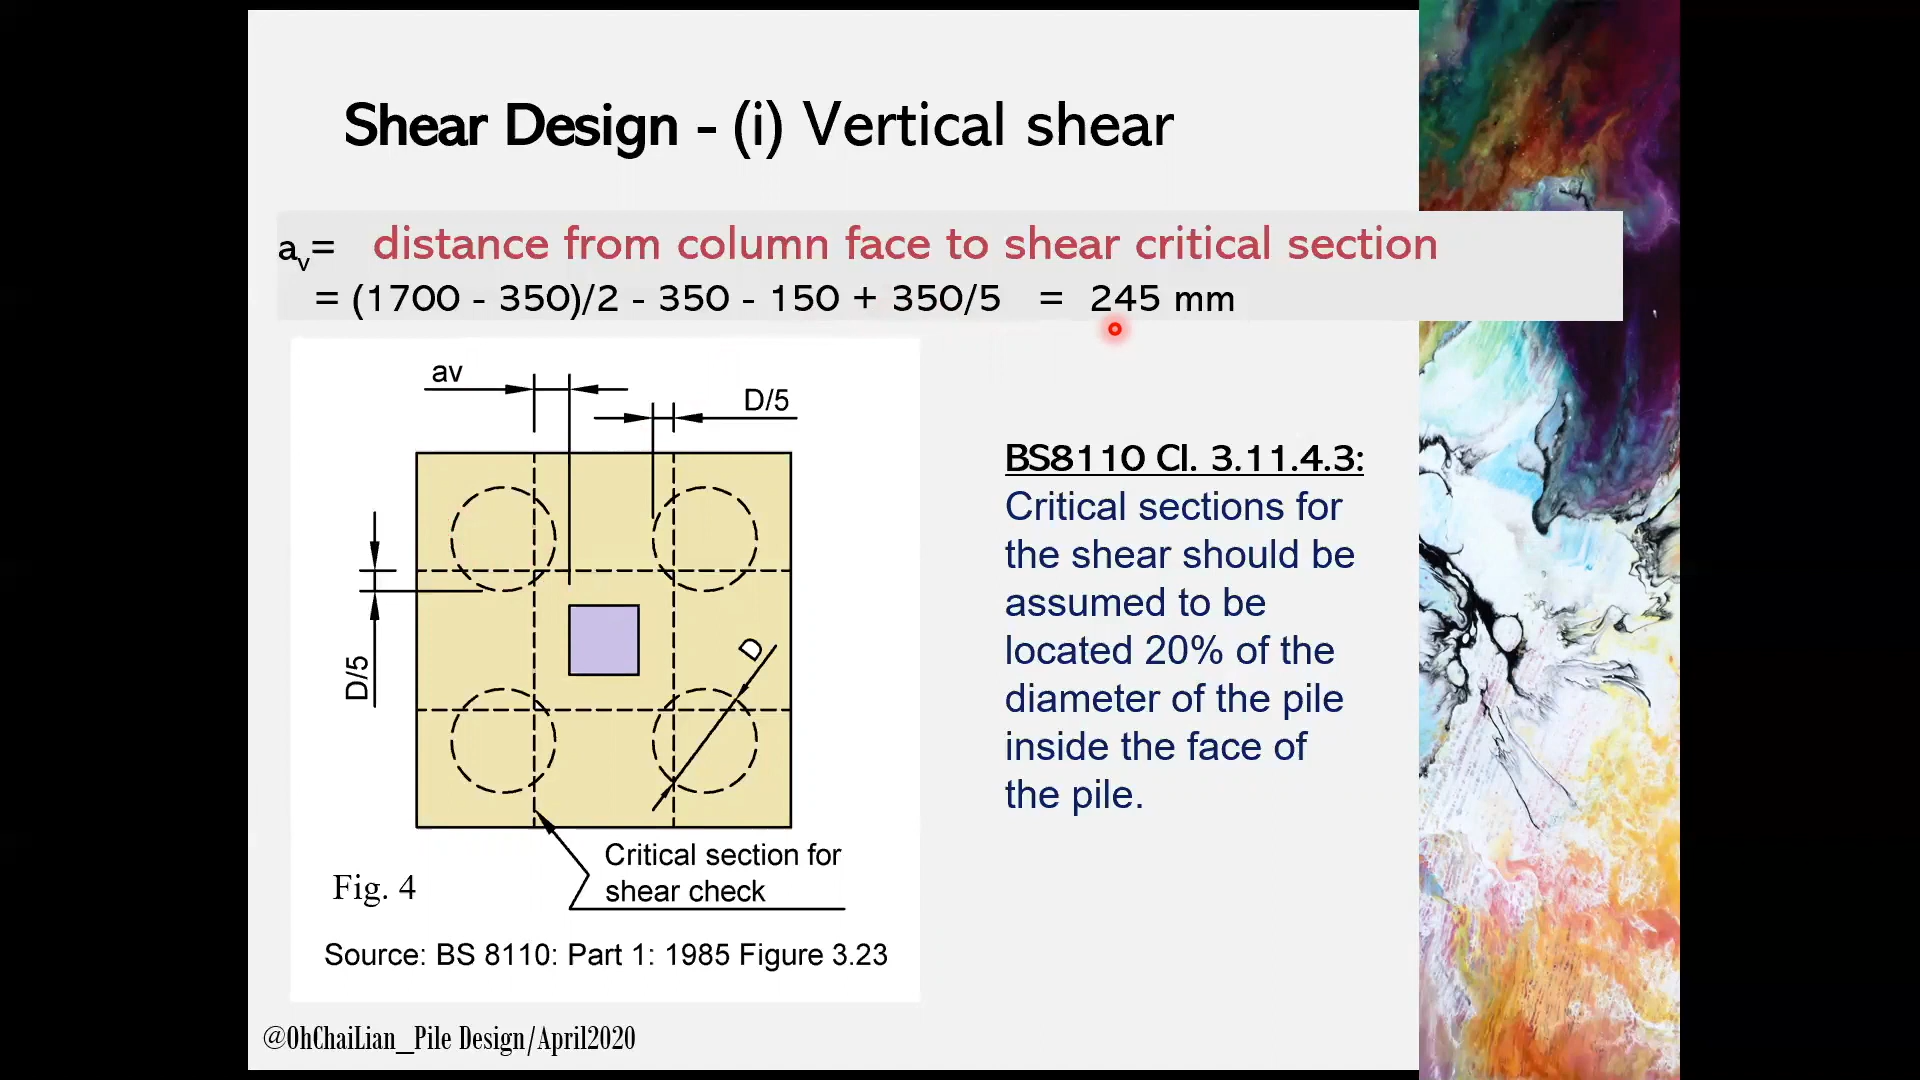 Shear Design - (i) Vertical shear
av= distance from column face to shear critical section
= (1700 - 350)/2 - 350 - 150 + 350/5 = 245 mm
av
D/5
D/5
D
Critical section for
shear check
Fig. 4
Source: BS 8110: Part 1: 1985 Figure 3.23
BS8110 Cl. 3.11.4.3:
Critical sections for
the shear should be
assumed to be
located 20% of the
diameter of the pile
inside the face of
the pile.
@OhChaiLian_Pile Design/April2020